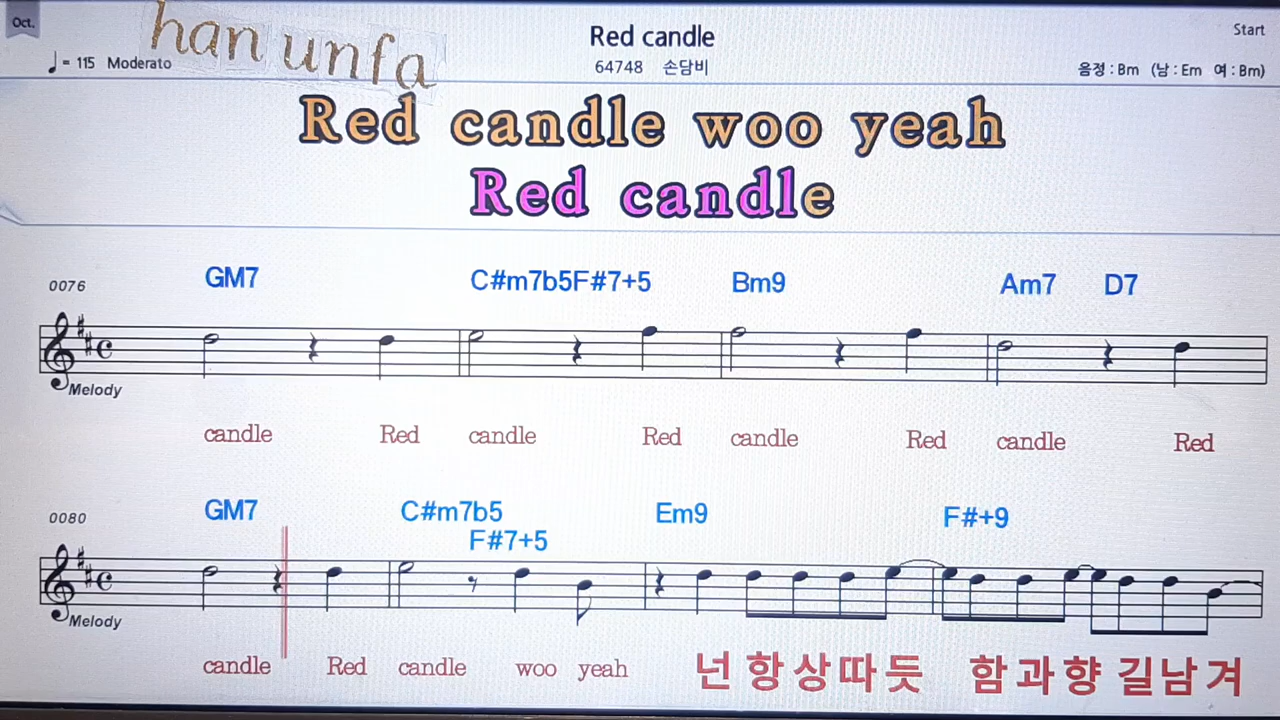 Oct.
han unfa
Red candle
Start
♩ = 115 Moderato
64748 손담비
음정 : Bm (남 : Em 여 : Bm)
Red candle woo yeah
Red candle
0076
GM7 C#m7b5F#7+5 Bm9 Am7 D7
Melody
candle Red candle Red candle Red candle Red
0080
GM7 C#m7b5 Em9 F#+9
F#7+5
Melody
candle Red candle woo yeah 넌 항 상 따 듯 함 과 향 길 남 겨